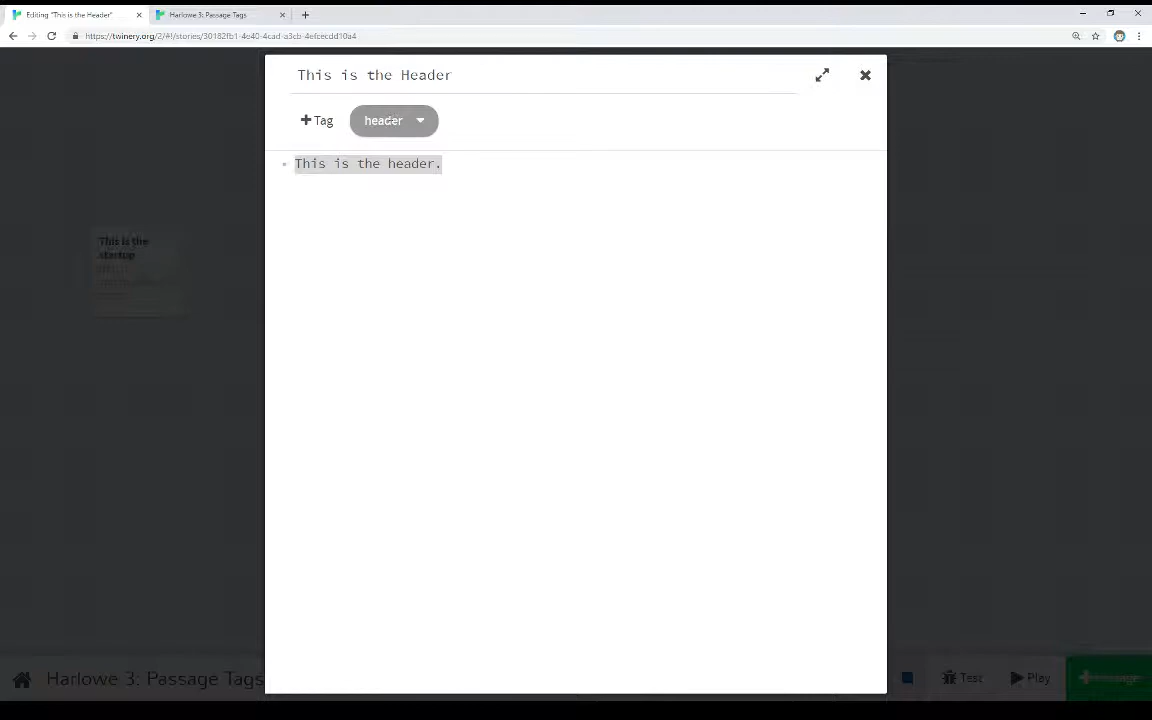 Editing "This is the Header"
Harlowe 3: Passage Tags
https://twinery.org/2/#!/stories/30182fb1-4e40-4cad-a3cb-4efcecdd10a4
This is the Header
Tag
header
This is the header.
This is the
startup
Harlowe 3: Passage Tags
Test
Play
Passage